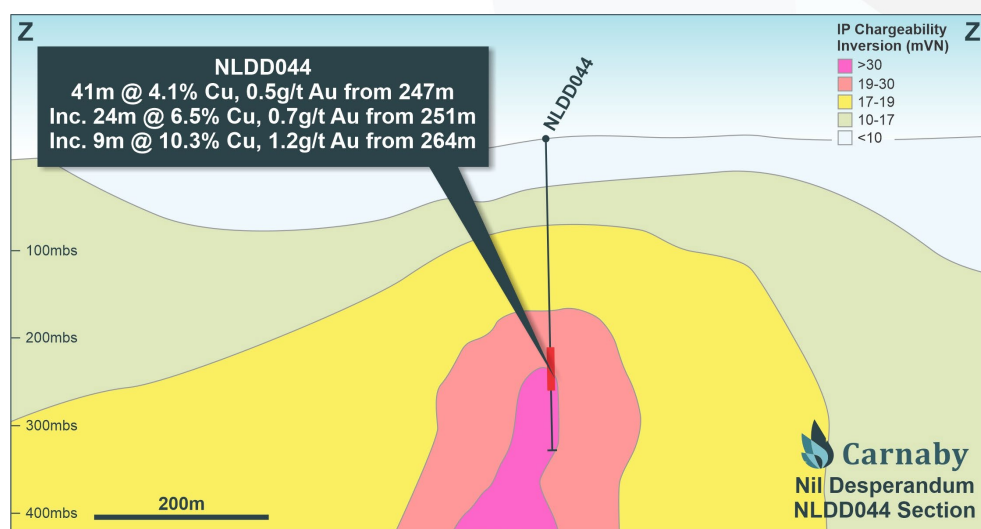 Z
Z'
NLDD044
41m @ 4.1% Cu, 0.5g/t Au from 247m
Inc. 24m @ 6.5% Cu, 0.7g/t Au from 251m
Inc. 9m @ 10.3% Cu, 1.2g/t Au from 264m
NLDD044
IP Chargeability
Inversion (mVN)
>30
19-30
17-19
10-17
<10
100mbs
200mbs
300mbs
400mbs
200m
Carnaby
Nil Desperandum
NLDD044 Section